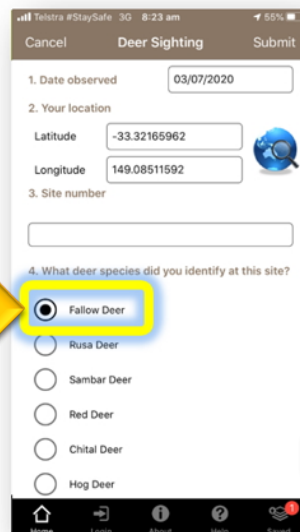 Telstra #StaySafe 3G 8:23 am 55%
Cancel Deer Sighting Submit
1. Date observed 03/07/2020
2. Your location
Latitude -33.32165962
Longitude 149.08511592
3. Site number
4. What deer species did you identify at this site?
Fallow Deer
Rusa Deer
Sambar Deer
Red Deer
Chital Deer
Hog Deer
Home Login About Help Saved